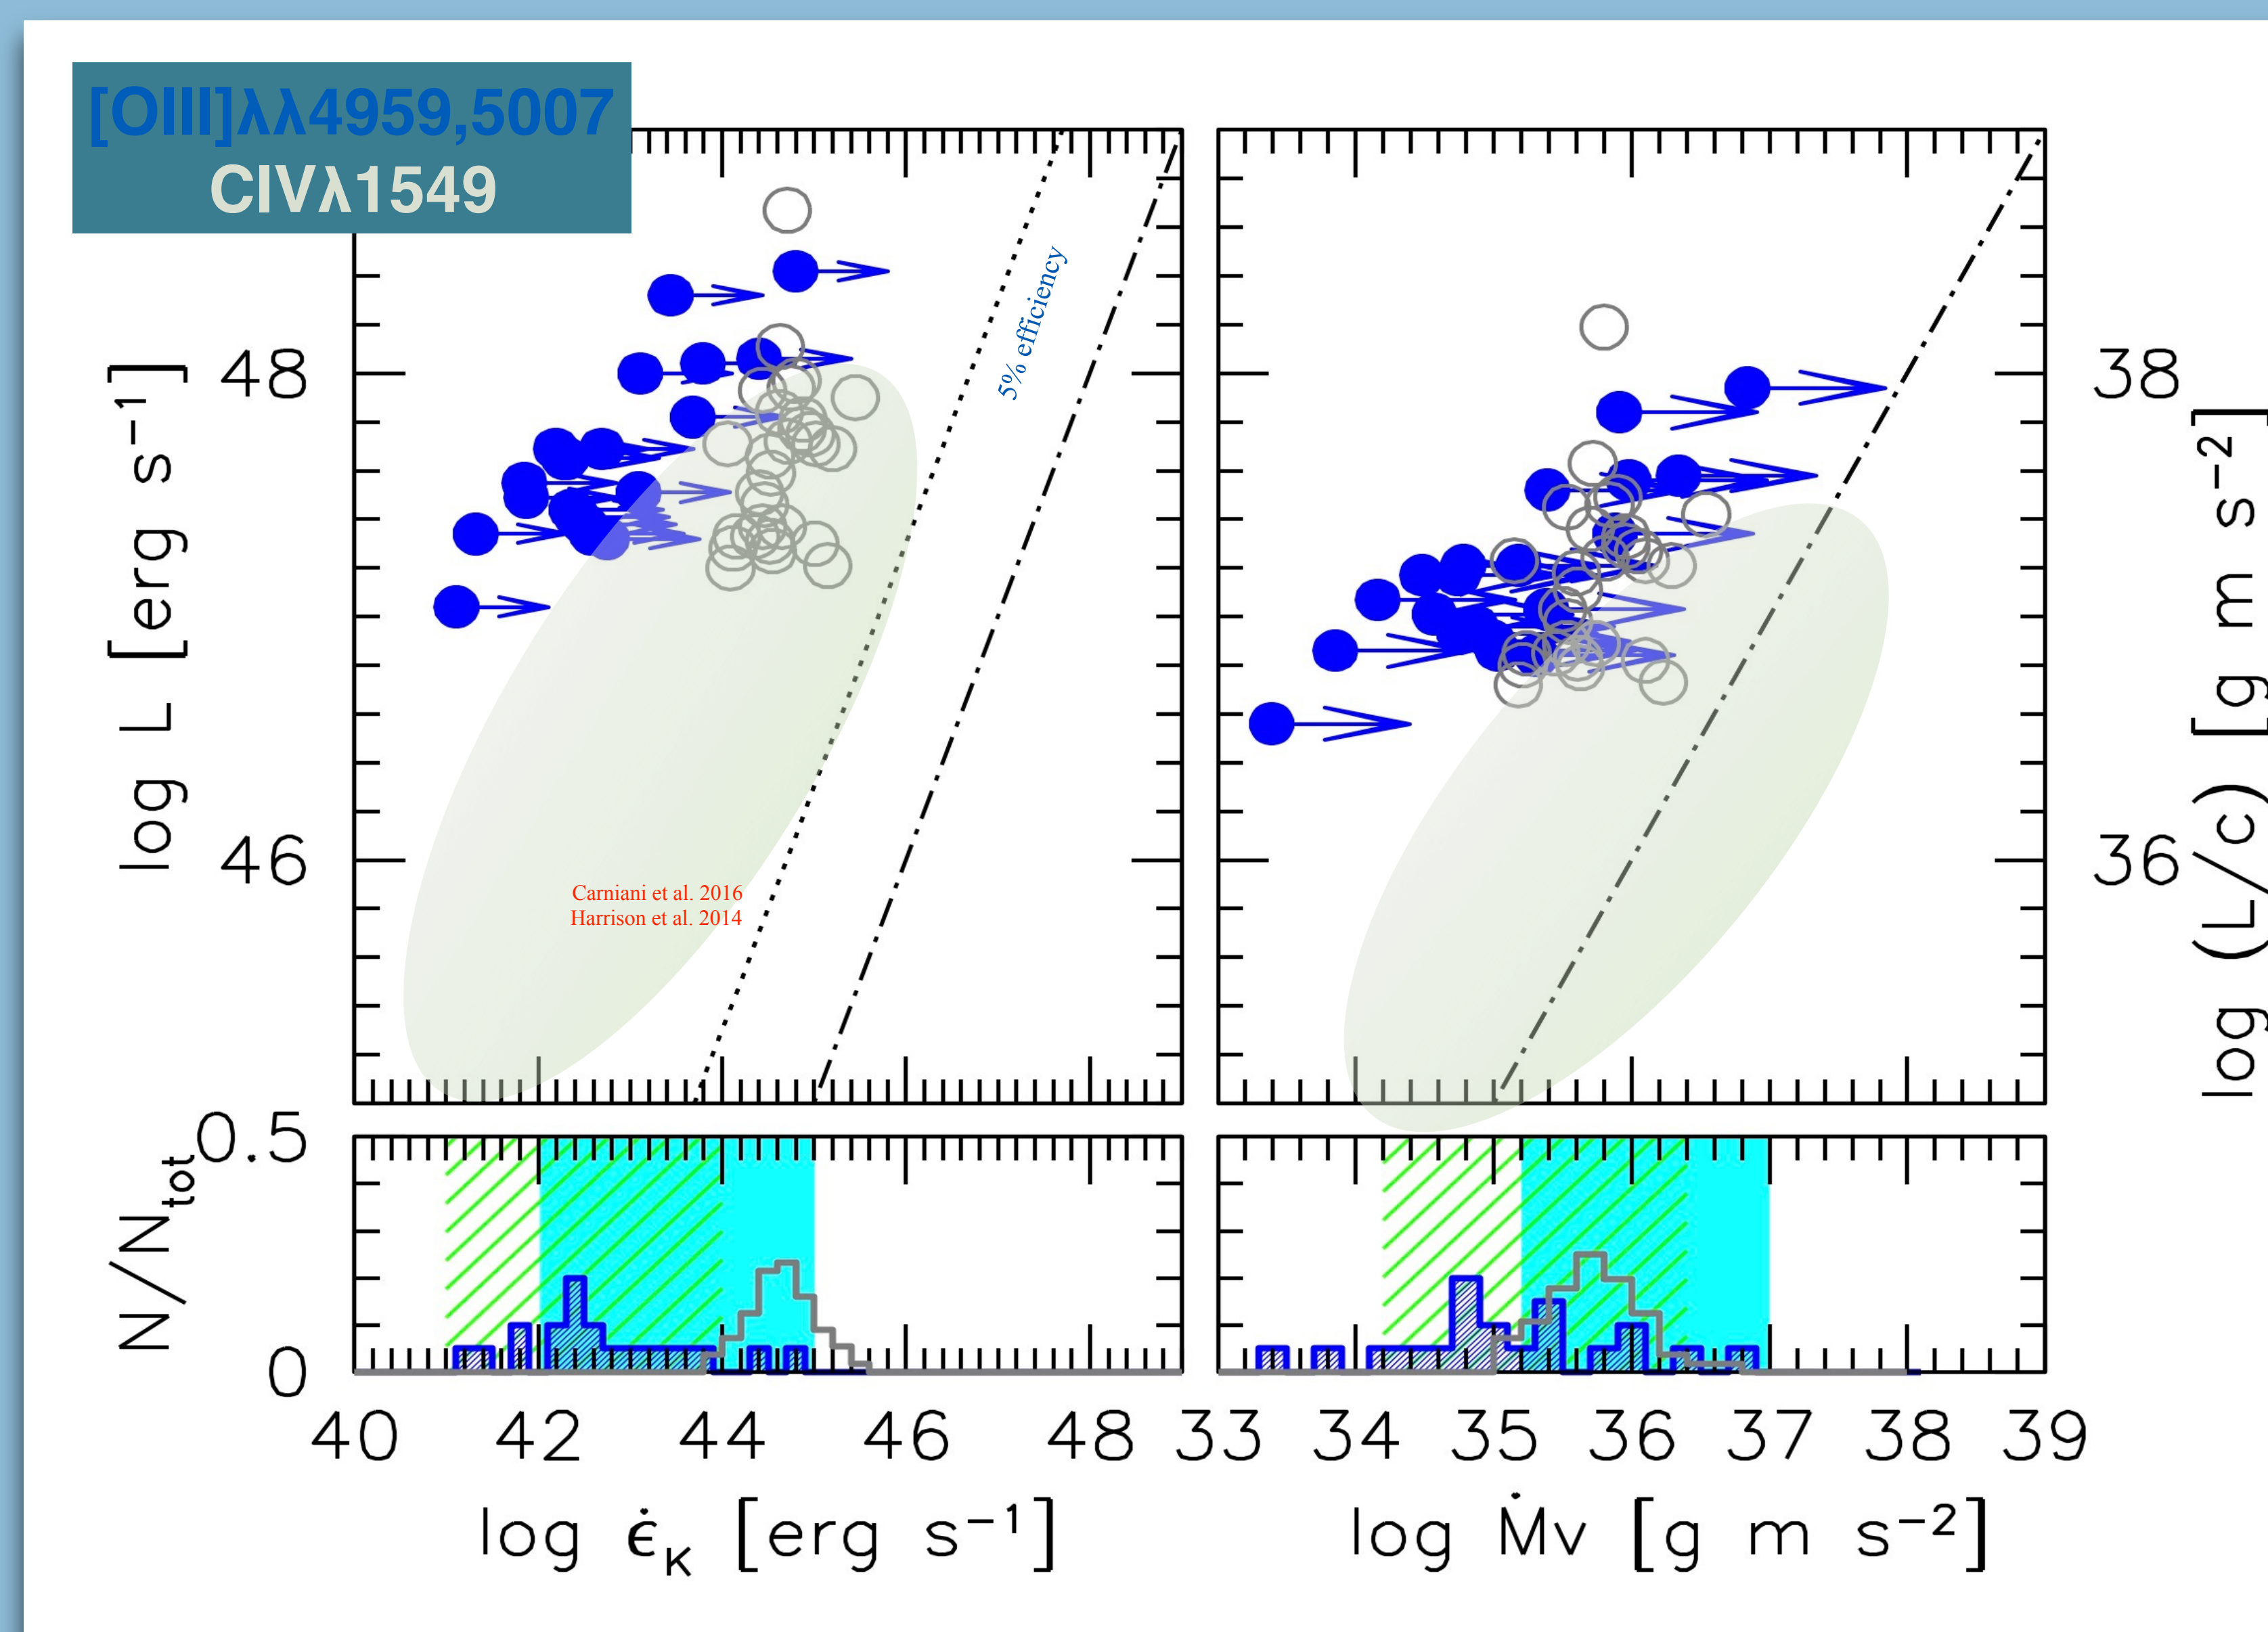 [OIII]λλ4959,5007
CIVλ1549
5% efficiency
log L [erg s⁻¹]
48
46
Carniani et al. 2016
Harrison et al. 2014
38
36
log (L/c) [g m s⁻²]
N/Ntot
0.5
0
40 42 44 46 48 33 34 35 36 37 38 39
log ε̇K [erg s⁻¹]
log Ṁv [g m s⁻²]